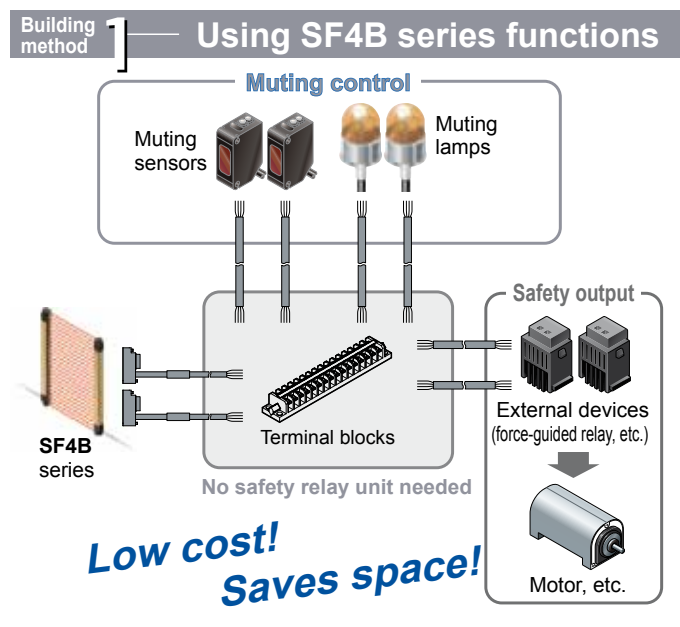 Building
method
1
Using SF4B series functions
Muting control
Muting
sensors
Muting
lamps
Safety output
SF4B
series
Terminal blocks
No safety relay unit needed
External devices
(force-guided relay, etc.)
Motor, etc.
Low cost!
Saves space!